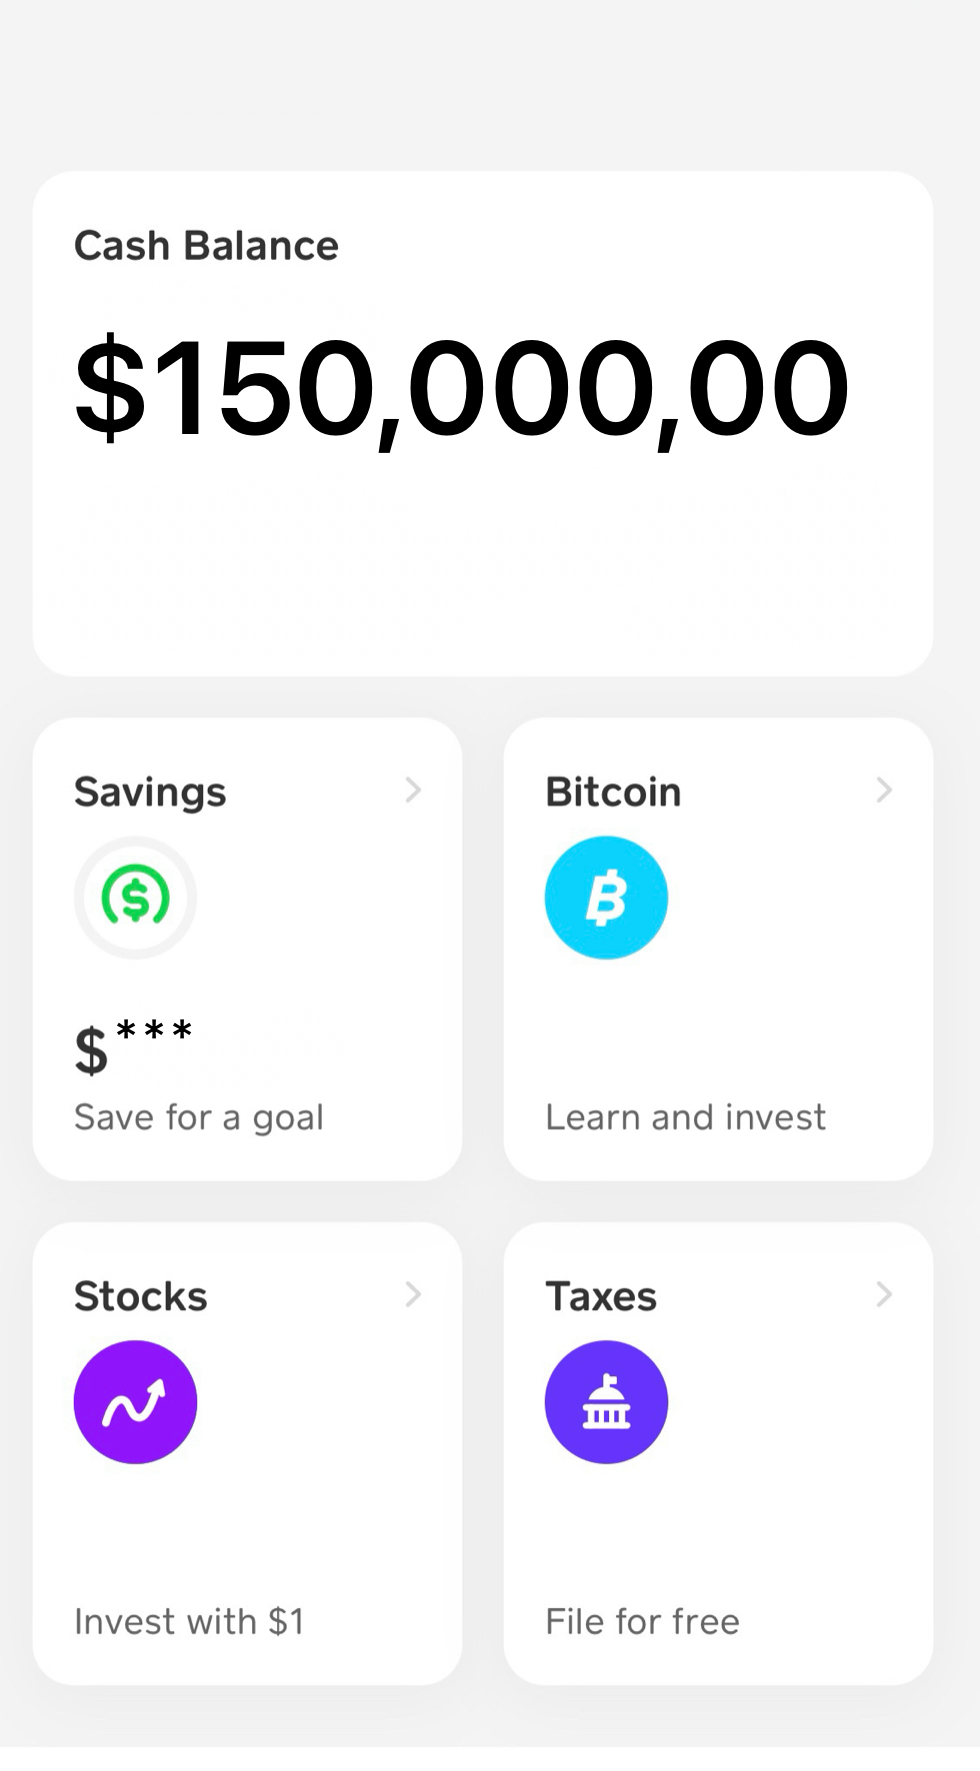 Cash Balance
$150,000,00
Savings
Bitcoin
$***
Save for a goal
Learn and invest
Stocks
Taxes
Invest with $1
File for free